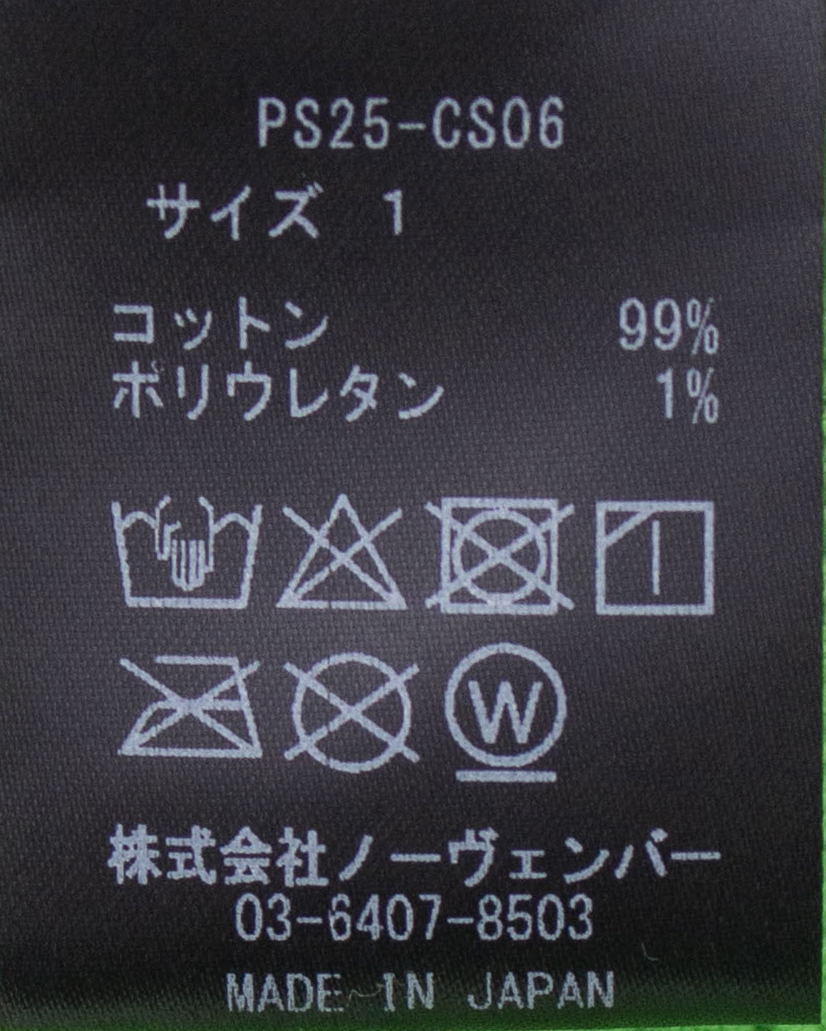 PS25-CS06
サイズ 1
コットン 99%
ポリウレタン 1%
W
株式会社ノーヴェンバー
03-6407-8503
MADE IN JAPAN